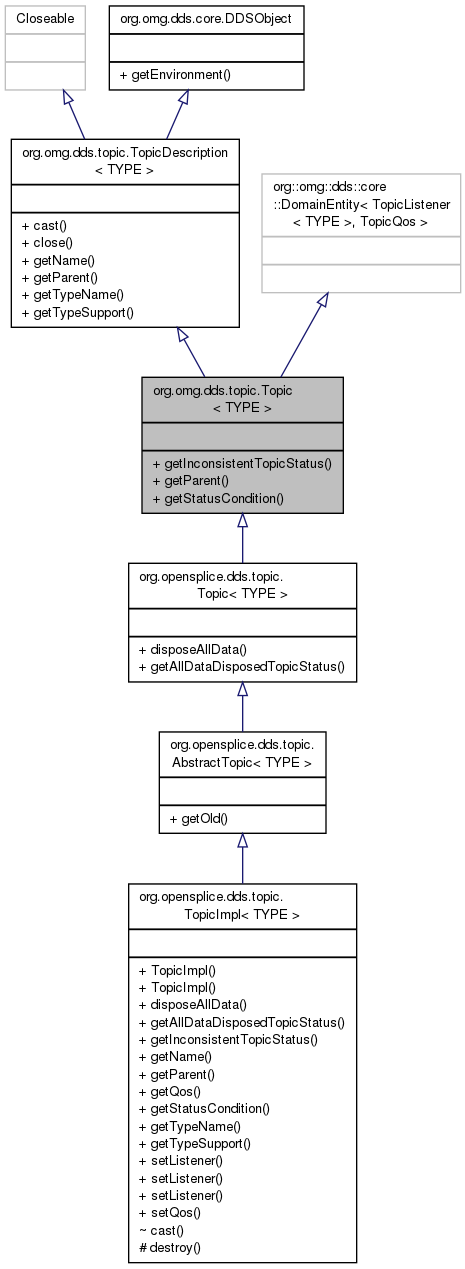 Closeable
org.omg.dds.core.DDSObject
+ getEnvironment()
org.omg.dds.topic.TopicDescription
< TYPE >
+ cast()
+ close()
+ getName()
+ getParent()
+ getTypeName()
+ getTypeSupport()
org::omg::dds::core
::DomainEntity< TopicListener
< TYPE >, TopicQos >
org.omg.dds.topic.Topic
< TYPE >
+ getInconsistentTopicStatus()
+ getParent()
+ getStatusCondition()
org.opensplice.dds.topic.
Topic< TYPE >
+ disposeAllData()
+ getAllDataDisposedTopicStatus()
org.opensplice.dds.topic.
AbstractTopic< TYPE >
+ getOld()
org.opensplice.dds.topic.
TopicImpl< TYPE >
+ TopicImpl()
+ TopicImpl()
+ disposeAllData()
+ getAllDataDisposedTopicStatus()
+ getInconsistentTopicStatus()
+ getName()
+ getParent()
+ getQos()
+ getStatusCondition()
+ getTypeName()
+ getTypeSupport()
+ setListener()
+ setListener()
+ setListener()
+ setQos()
~ cast()
# destroy()